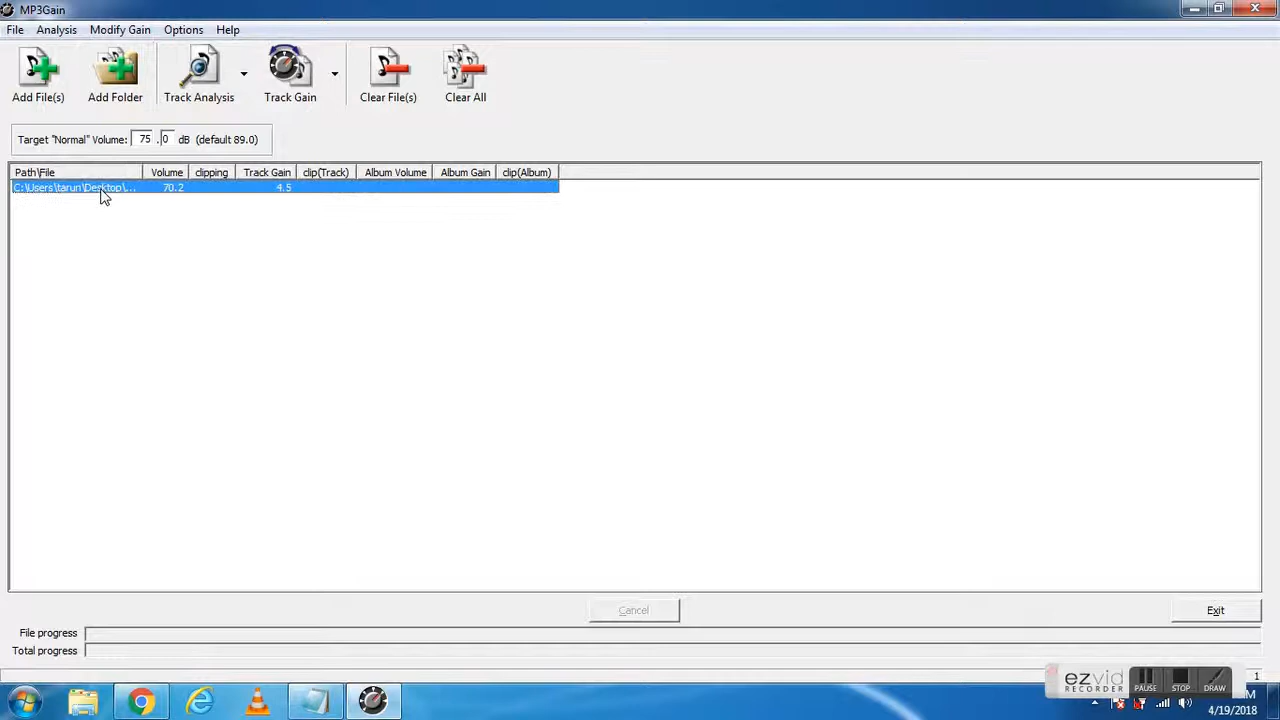 MP3Gain
File Analysis Modify Gain Options Help
Add File(s) Add Folder Track Analysis Track Gain Clear File(s) Clear All
Target "Normal" Volume: 75 . 0 dB (default 89.0)
Path\File Volume clipping Track Gain clip(Track) Album Volume Album Gain clip(Album)
C:\Users\tarun\Desktop\... 70.2 4.5
Cancel Exit
File progress
Total progress
1
ezvid
RECORDER
PAUSE STOP DRAW
M
4/19/2018